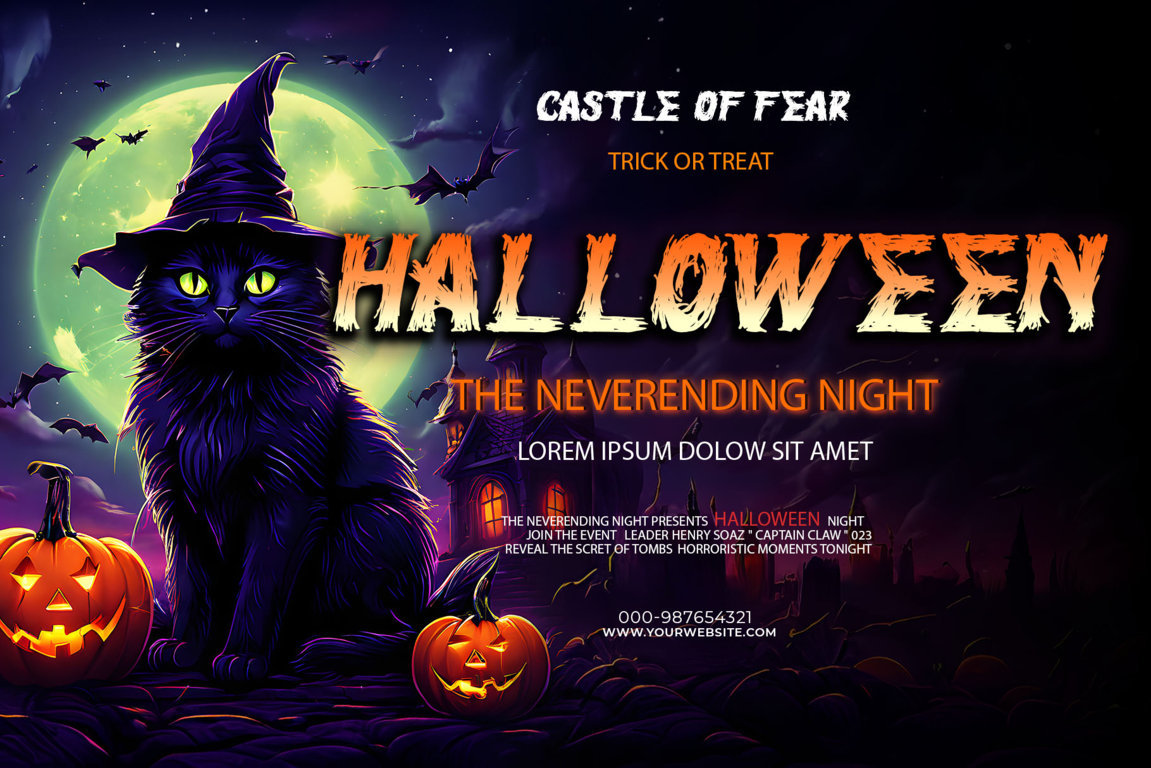 CASTLE OF FEAR
TRICK OR TREAT
HALLOWEEN
THE NEVERENDING NIGHT
LOREM IPSUM DOLOW SIT AMET
THE NEVERENDING NIGHT PRESENTS HALLOWEEN NIGHT
JOIN THE EVENT LEADER HENRY SOAZ " CAPTAIN CLAW " 023
REVEAL THE SCRET OF TOMBS HORRORISTIC MOMENTS TONIGHT
000-987654321
WWW.YOURWEBSITE.COM